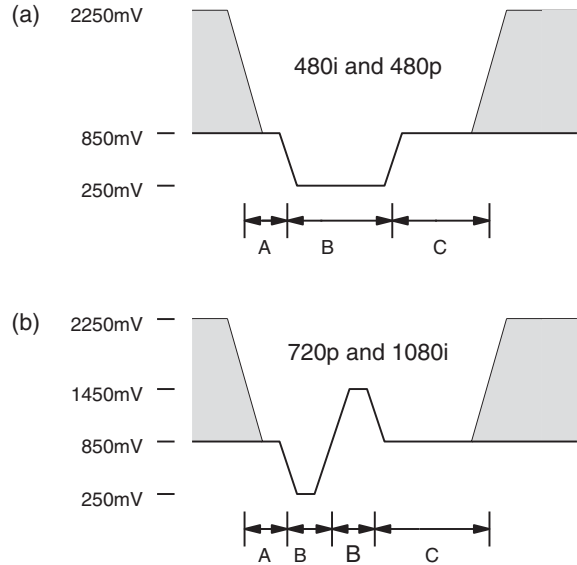 (a)
2250mV
480i and 480p
850mV
250mV
A B C
(b)
2250mV
720p and 1080i
1450mV
850mV
250mV
A B B C